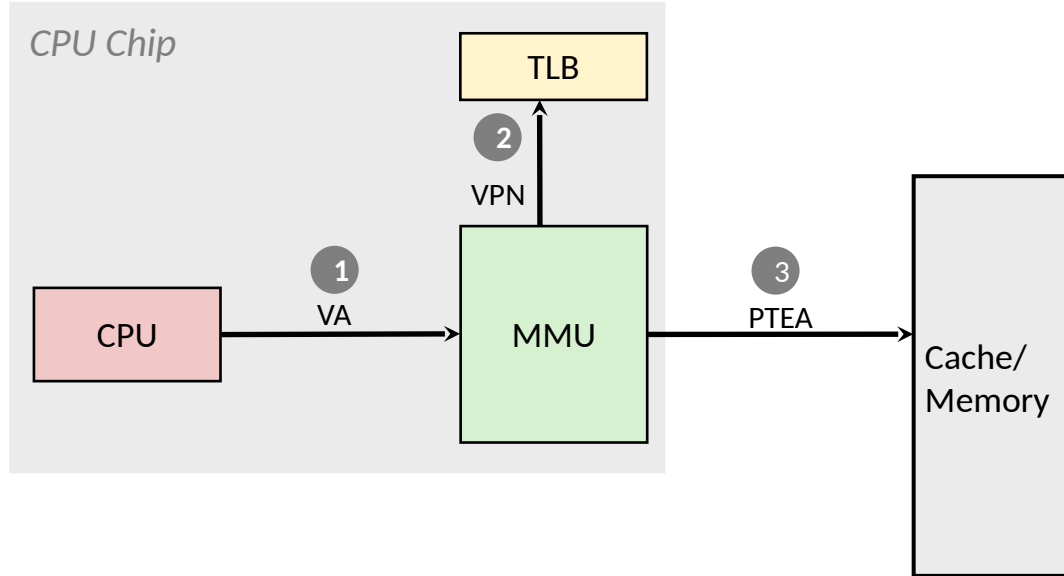 CPU Chip
TLB
2
VPN
1
VA
3
PTEA
CPU
MMU
Cache/
Memory